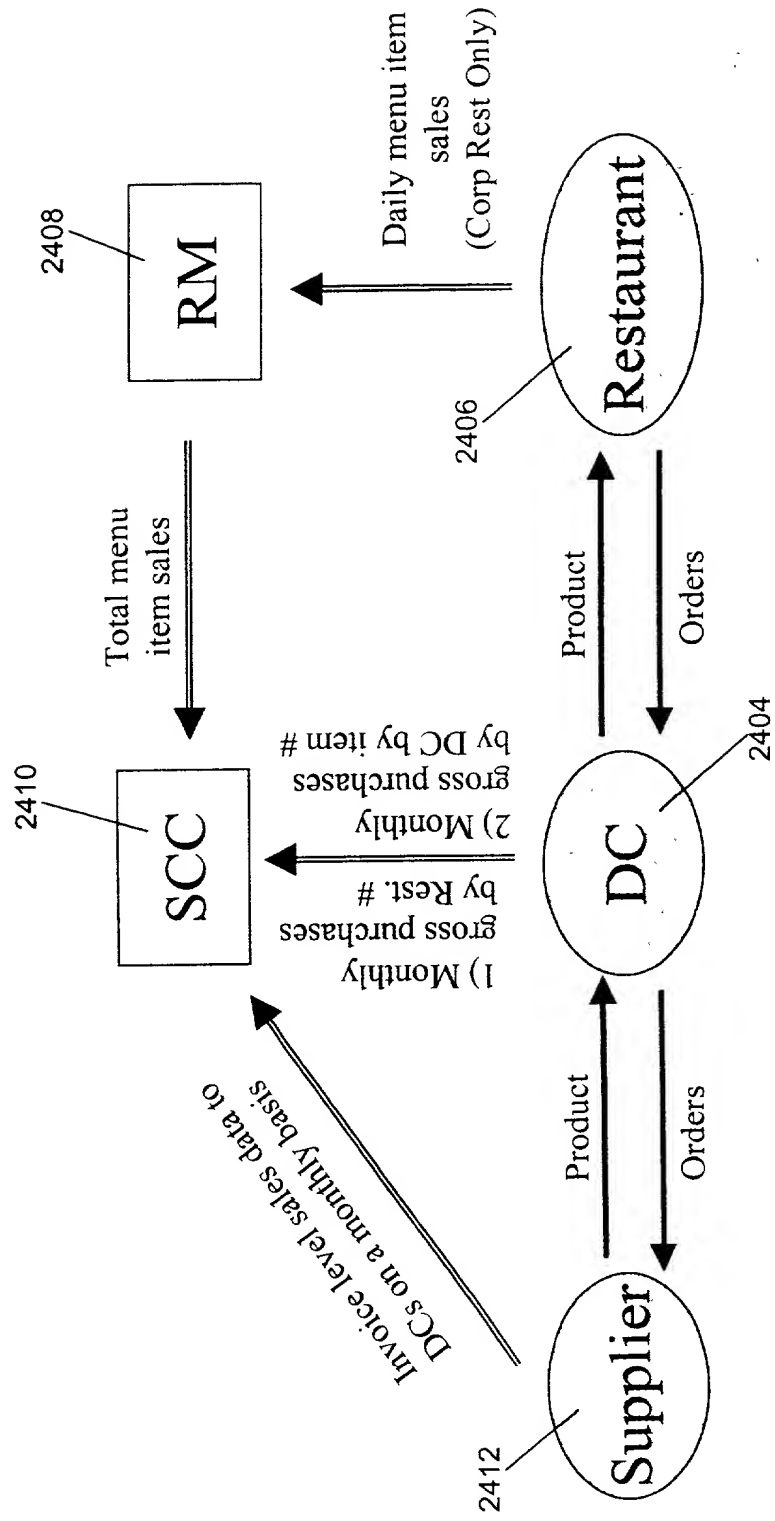 2408
RM
Daily menu item
sales
(Corp Rest Only)
2406
Restaurant
Total menu
item sales
2410
SCC
1) Monthly
gross purchases
by Rest. #
2) Monthly
gross purchases
by DC by item #
Product
Orders
2404
DC
Invoice level sales data to
DCs on a monthly basis
Product
Orders
2412
Supplier